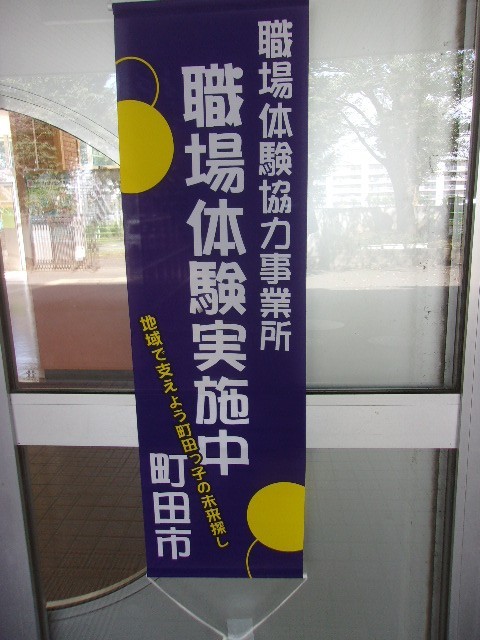 職場体験協力事業所
職場体験実施中
地域で支えよう町田っ子の未来探し
町田市